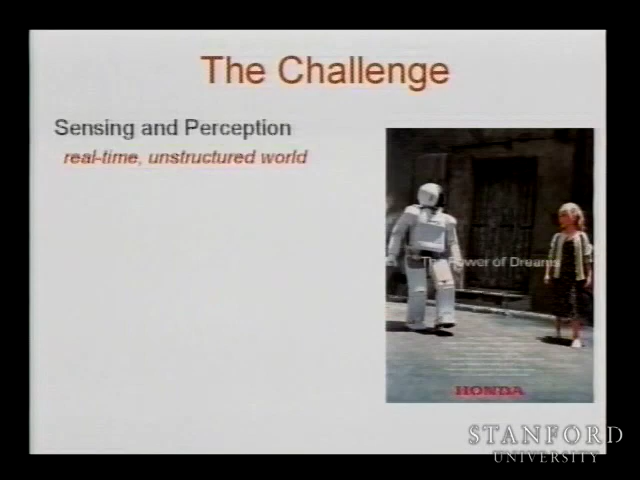 The Challenge
Sensing and Perception
real-time, unstructured world
The Power of Dreams
HONDA
STANFORD
UNIVERSITY